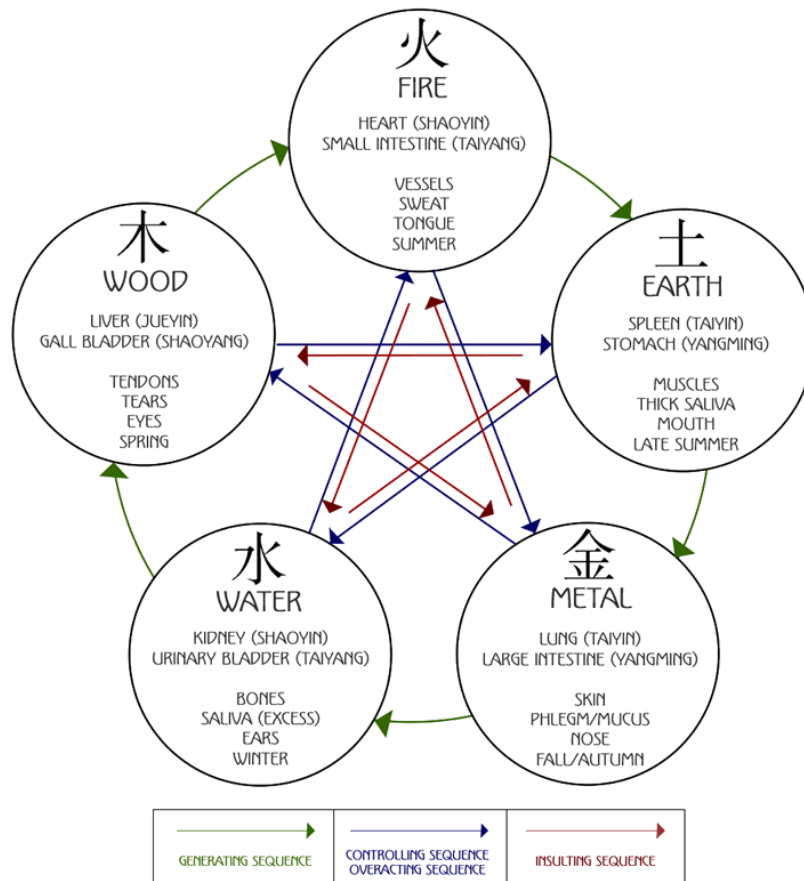 火
FIRE
HEART (SHAOYIN)
SMALL INTESTINE (TAIYANG)
VESSELS
SWEAT
TONGUE
SUMMER
木
WOOD
LIVER (JUEYIN)
GALL BLADDER (SHAOYANG)
TENDONS
TEARS
EYES
SPRING
土
EARTH
SPLEEN (TAIYIN)
STOMACH (YANGMING)
MUSCLES
THICK SALIVA
MOUTH
LATE SUMMER
水
WATER
KIDNEY (SHAOYIN)
URINARY BLADDER (TAIYANG)
BONES
SALIVA (EXCESS)
EARS
WINTER
金
METAL
LUNG (TAIYIN)
LARGE INTESTINE (YANGMING)
SKIN
PHLEGM/MUCUS
NOSE
FALL/AUTUMN
GENERATING SEQUENCE
CONTROLLING SEQUENCE
OVERACTING SEQUENCE
INSULTING SEQUENCE